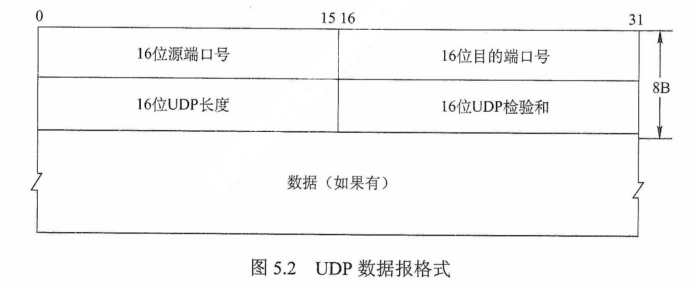 0 15 16 31
16位源端口号 16位目的端口号
8B
16位UDP长度 16位UDP检验和
数据（如果有）
图 5.2 UDP 数据报格式